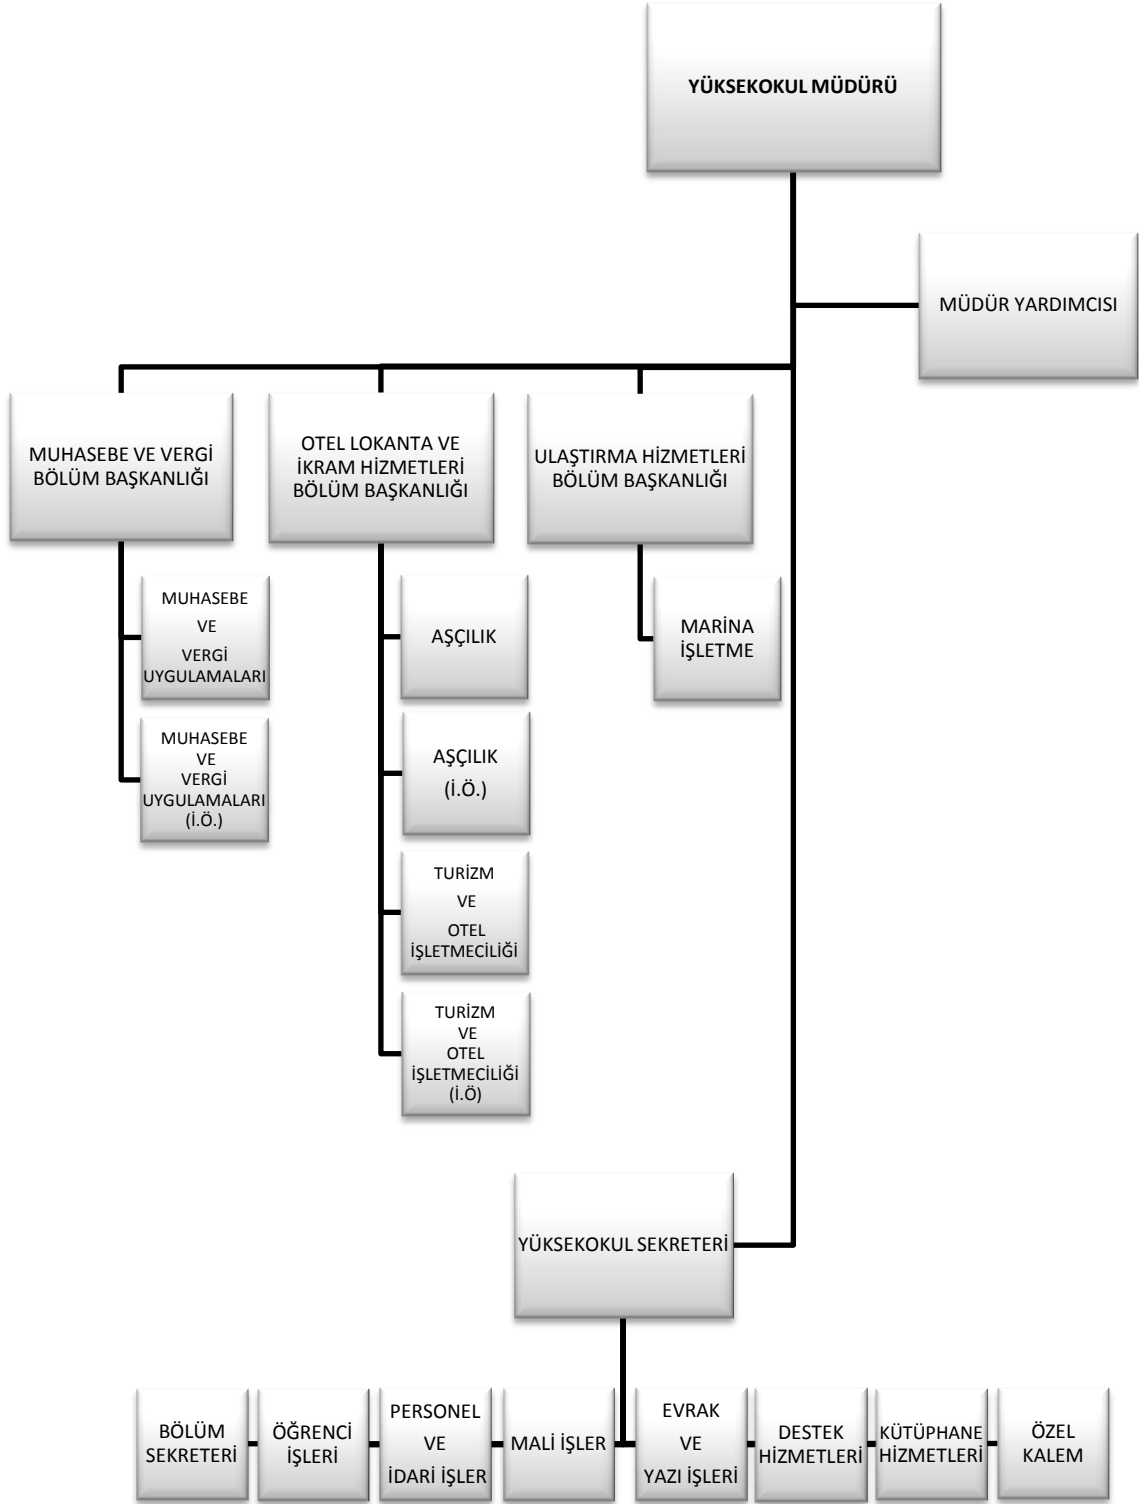 YÜKSEKOKUL MÜDÜRÜ
MÜDÜR YARDIMCISI
MUHASEBE VE VERGİ
BÖLÜM BAŞKANLIĞI
OTEL LOKANTA VE
İKRAM HİZMETLERİ
BÖLÜM BAŞKANLIĞI
ULAŞTIRMA HİZMETLERİ
BÖLÜM BAŞKANLIĞI
MUHASEBE
VE
VERGİ
UYGULAMALARI
MUHASEBE
VE
VERGİ
UYGULAMALARI
(İ.Ö.)
AŞÇILIK
AŞÇILIK
(İ.Ö.)
TURİZM
VE
OTEL
İŞLETMECİLİĞİ
TURİZM
VE
OTEL
İŞLETMECİLİĞİ
(İ.Ö)
MARİNA
İŞLETME
YÜKSEKOKUL SEKRETERİ
BÖLÜM
SEKRETERİ
ÖĞRENCİ
İŞLERİ
PERSONEL
VE
İDARİ İŞLER
MALİ İŞLER
EVRAK
VE
YAZI İŞLERİ
DESTEK
HİZMETLERİ
KÜTÜPHANE
HİZMETLERİ
ÖZEL
KALEM